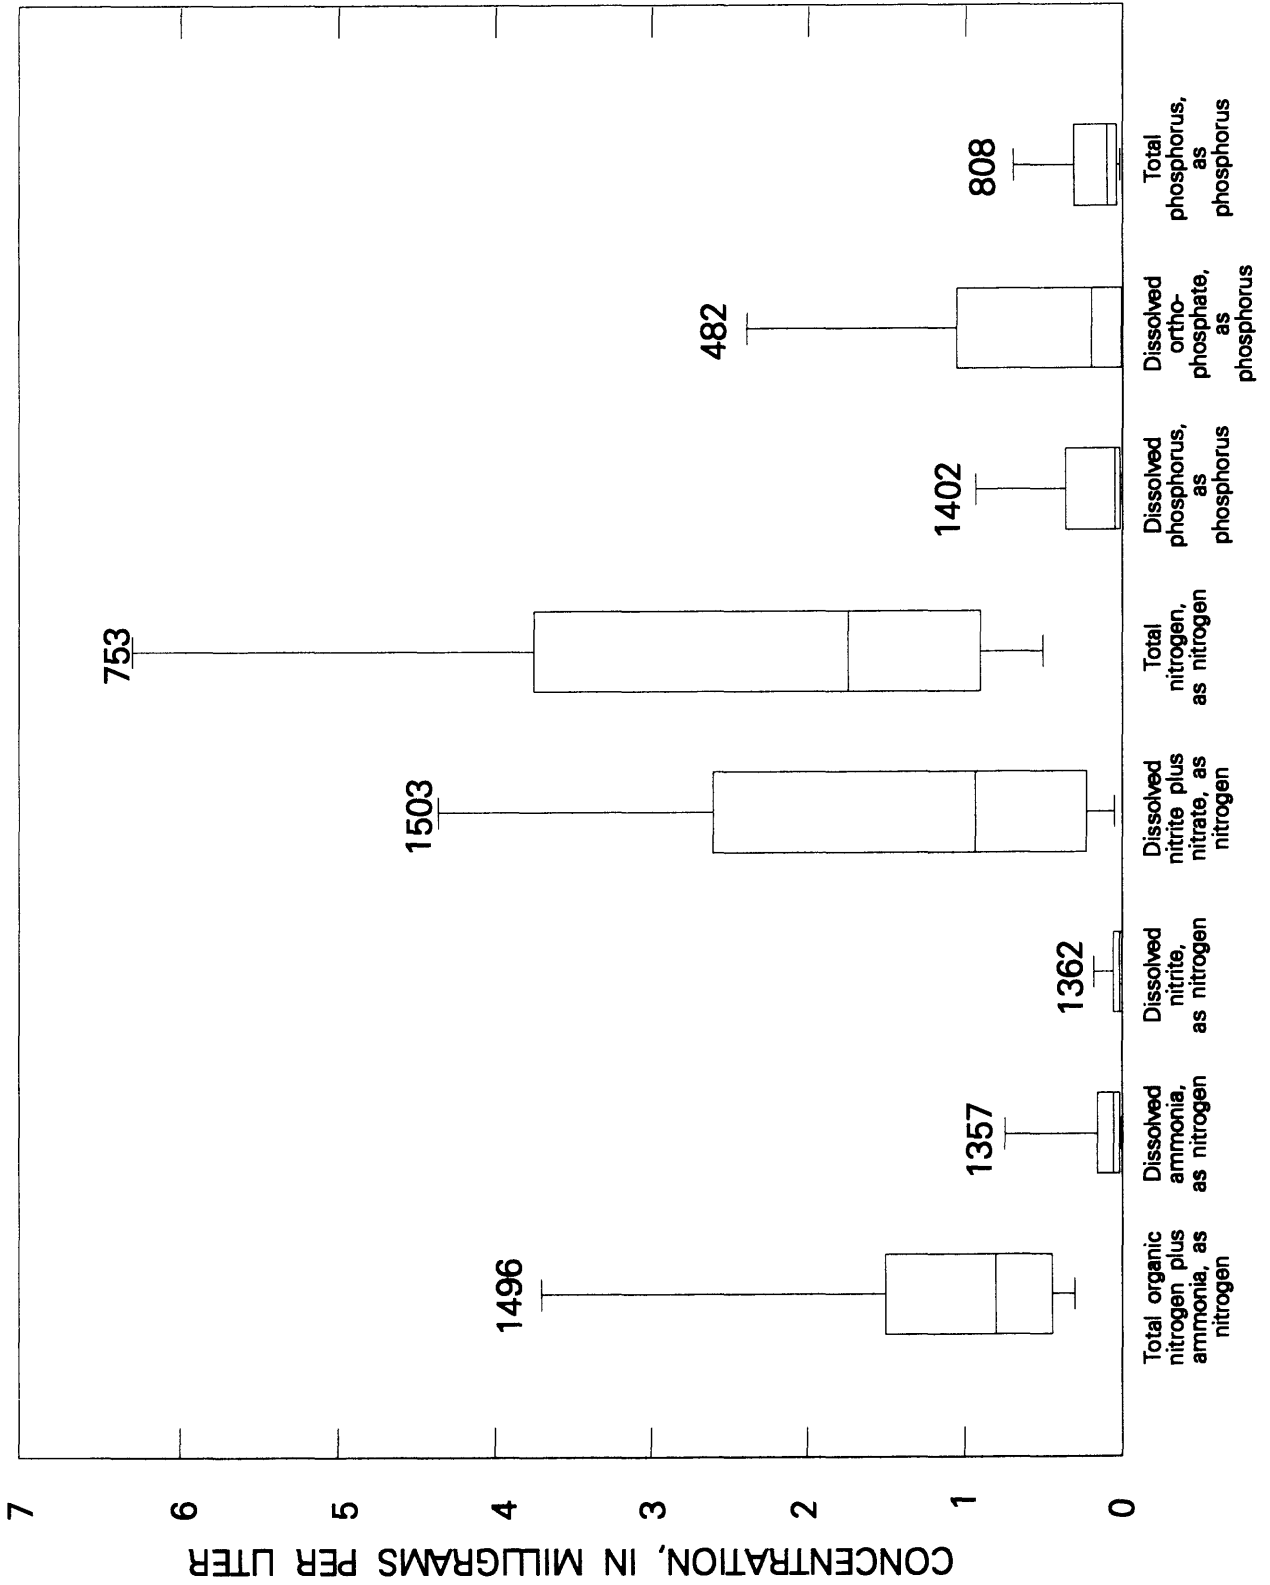 CONCENTRATION, IN MILLIGRAMS PER LITER
7
6
5
4
3
2
1
0
1496
1357
1362
1503
753
1402
482
808
Total organic
nitrogen plus
ammonia, as
nitrogen
Dissolved
ammonia,
as nitrogen
Dissolved
nitrite,
as nitrogen
Dissolved
nitrite plus
nitrate, as
nitrogen
Total
nitrogen,
as nitrogen
Dissolved
phosphorus,
as
phosphorus
Dissolved
ortho-
phosphate,
as
phosphorus
Total
phosphorus,
as
phosphorus